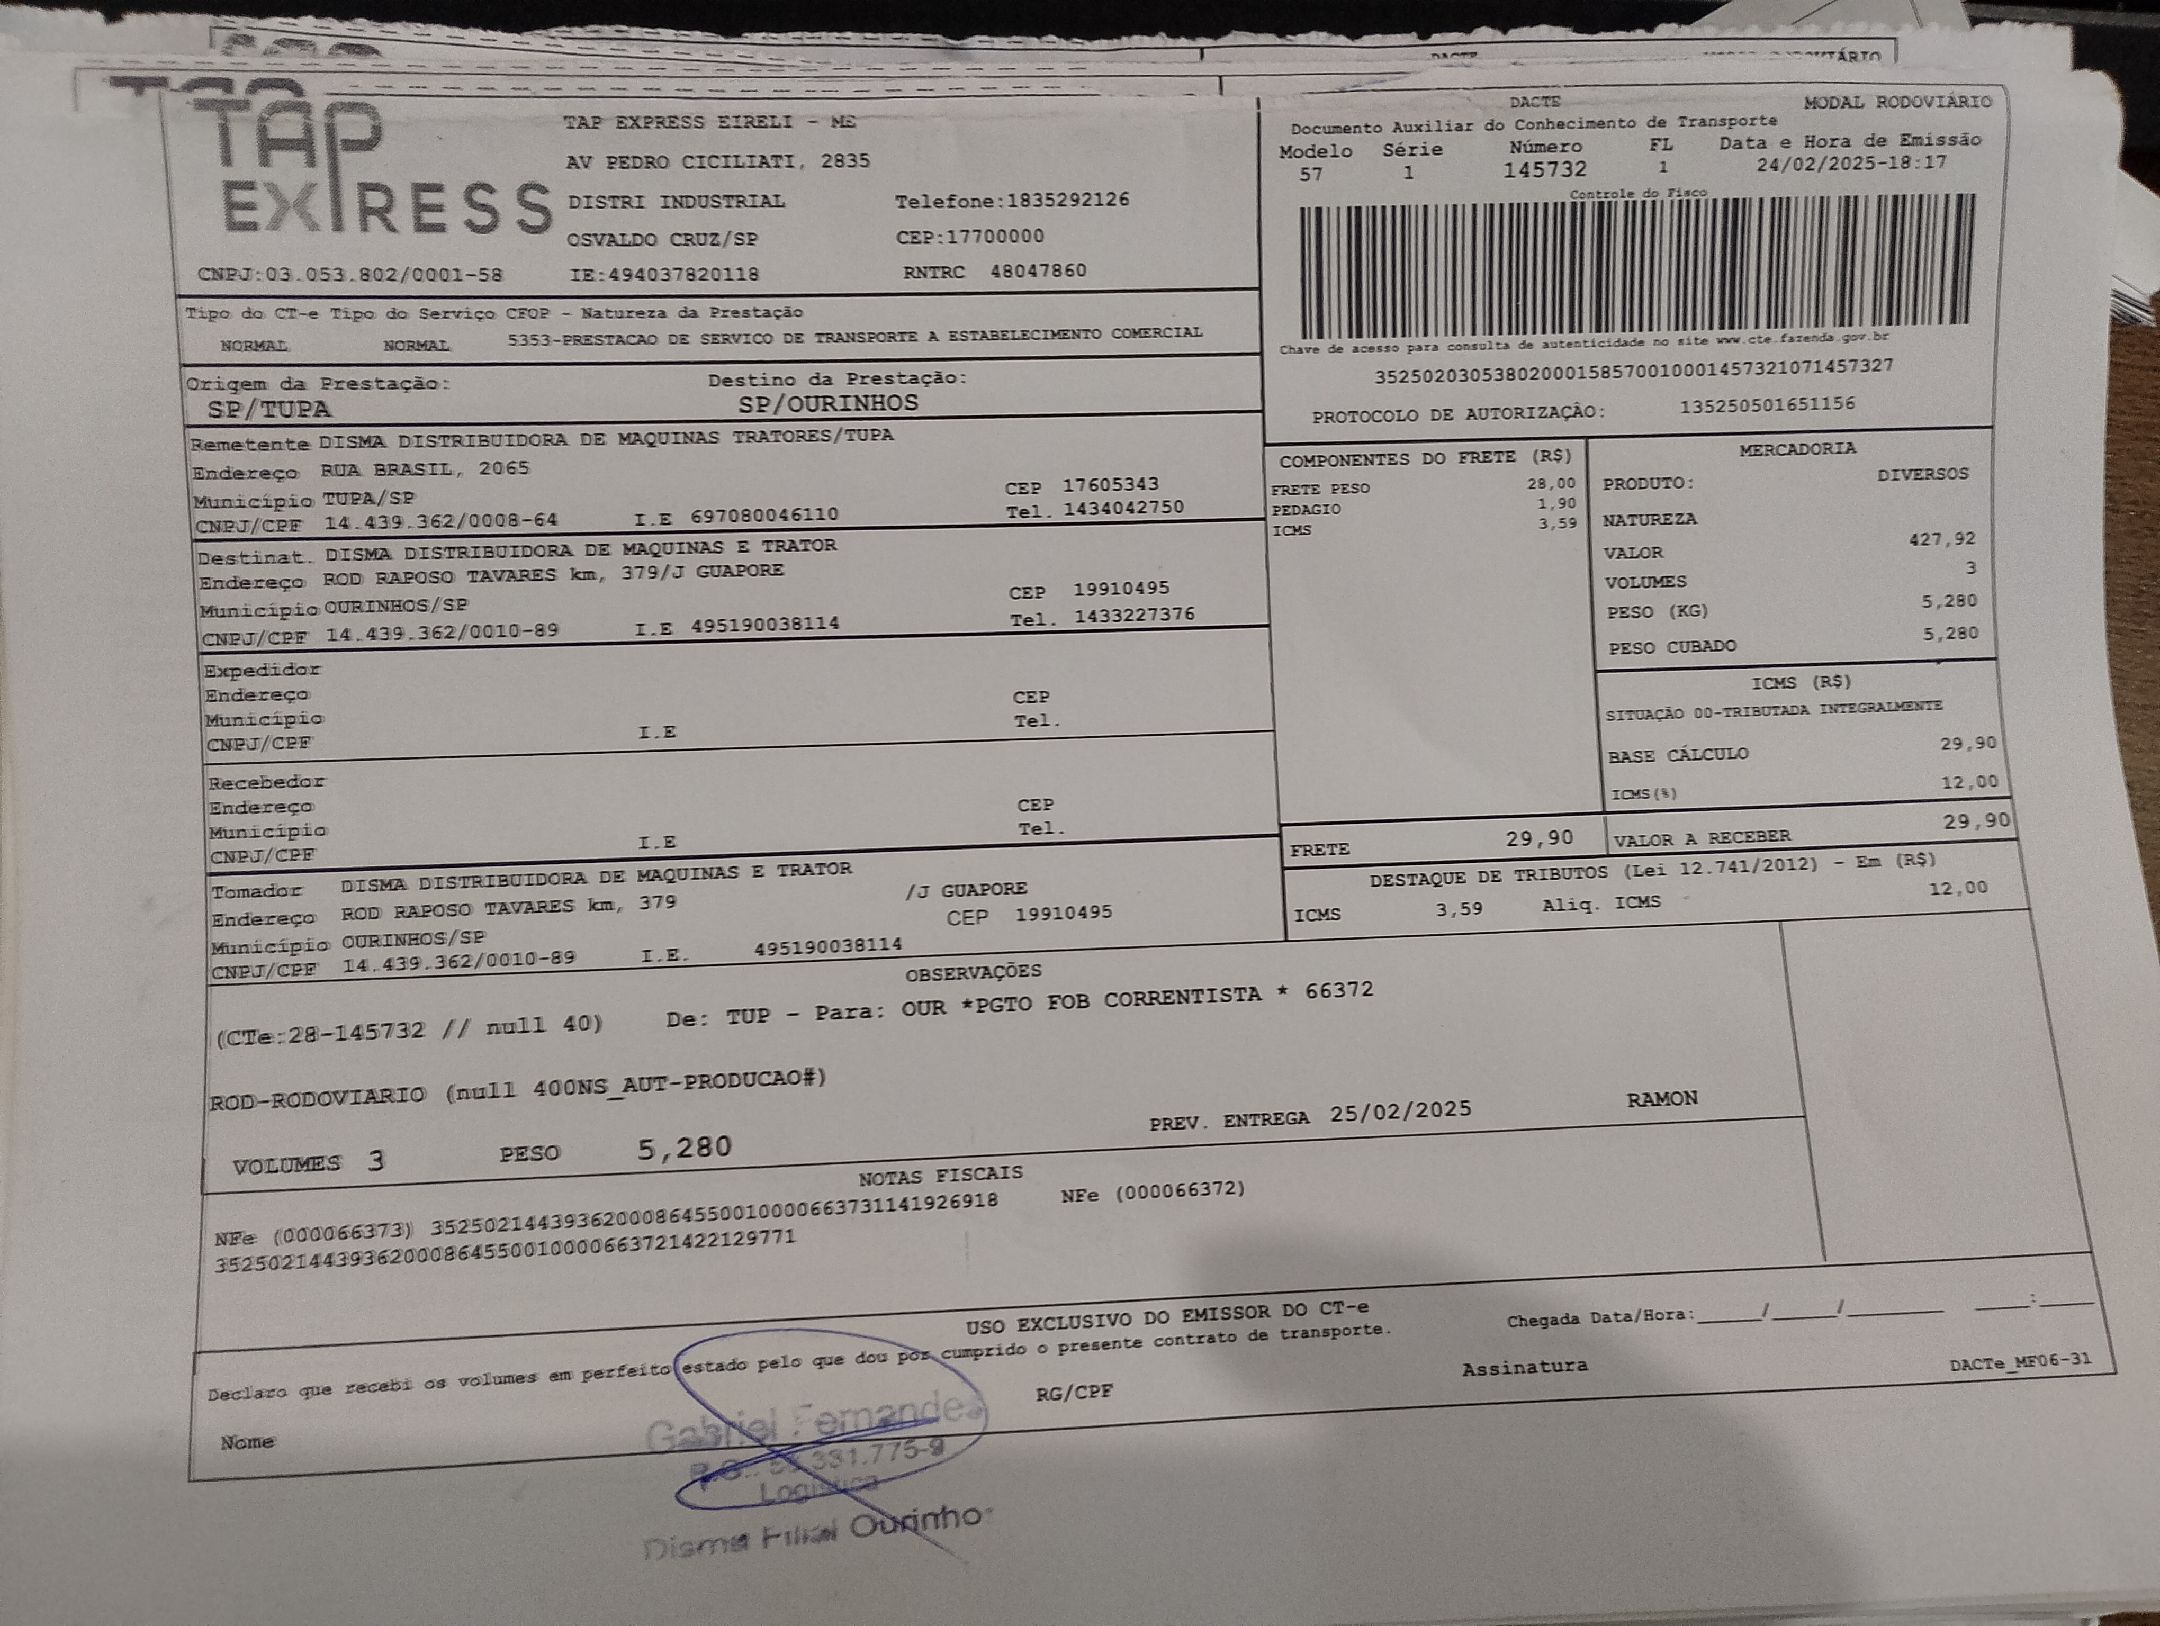 DACTE
TAP EXPRESS
TAP EXPRESS EIRELI - ME
AV PEDRO CICILIATI, 2835
DISTRI INDUSTRIAL Telefone:1835292126
OSVALDO CRUZ/SP CEP:17700000
CNPJ:03.053.802/0001-58 IE:494037820118 RNTRC 48047860
DACTE MODAL RODOVIÁRIO
Documento Auxiliar do Conhecimento de Transporte
Modelo Série Número FL Data e Hora de Emissão
57 1 145732 1 24/02/2025-18:17
Controle do Fisco
Chave de acesso para consulta de autenticidade no site www.cte.fazenda.gov.br
35250203053802000158570010001457321071457327
PROTOCOLO DE AUTORIZAÇÃO: 135250501651156
Tipo do CT-e Tipo do Serviço CFOP - Natureza da Prestação
NORMAL NORMAL 5353-PRESTACAO DE SERVICO DE TRANSPORTE A ESTABELECIMENTO COMERCIAL
Origem da Prestação: Destino da Prestação:
SP/TUPA SP/OURINHOS
Remetente DISMA DISTRIBUIDORA DE MAQUINAS TRATORES/TUPA
Endereço RUA BRASIL, 2065
Município TUPA/SP CEP 17605343
CNPJ/CPF 14.439.362/0008-64 I.E 697080046110 Tel. 1434042750
Destinat. DISMA DISTRIBUIDORA DE MAQUINAS E TRATOR
Endereço ROD RAPOSO TAVARES km, 379/J GUAPORE
Município OURINHOS/SP CEP 19910495
CNPJ/CPF 14.439.362/0010-89 I.E 495190038114 Tel. 1433227376
Expedidor
Endereço
Município CEP
CNPJ/CPF I.E Tel.
Recebedor
Endereço
Município CEP
CNPJ/CPF I.E Tel.
Tomador DISMA DISTRIBUIDORA DE MAQUINAS E TRATOR
Endereço ROD RAPOSO TAVARES km, 379 /J GUAPORE
Município OURINHOS/SP CEP 19910495
CNPJ/CPF 14.439.362/0010-89 I.E. 495190038114
COMPONENTES DO FRETE (R$)
FRETE PESO 28,00
PEDAGIO 1,90
ICMS 3,59
MERCADORIA
PRODUTO: DIVERSOS
NATUREZA
VALOR 427,92
VOLUMES 3
PESO (KG) 5,280
PESO CUBADO 5,280
ICMS (R$)
SITUAÇÃO 00-TRIBUTADA INTEGRALMENTE
BASE CÁLCULO 29,90
ICMS(%) 12,00
FRETE 29,90 VALOR A RECEBER 29,90
DESTAQUE DE TRIBUTOS (Lei 12.741/2012) - Em (R$)
ICMS 3,59 Aliq. ICMS 12,00
OBSERVAÇÕES
(CTe:28-145732 // null 40) De: TUP - Para: OUR *PGTO FOB CORRENTISTA * 66372
ROD-RODOVIARIO (null 400NS_AUT-PRODUCAO#)
PREV. ENTREGA 25/02/2025 RAMON
VOLUMES 3 PESO 5,280
NOTAS FISCAIS
NFe (000066373) 35250214439362000864550010000663731141926918 NFe (000066372)
35250214439362000864550010000663721422129771
USO EXCLUSIVO DO EMISSOR DO CT-e
Chegada Data/Hora:_____/_____/________ ____:_____
Declaro que recebi os volumes em perfeito estado pelo que dou por cumprido o presente contrato de transporte.
Nome RG/CPF Assinatura DACTe_MF06-31
Gabriel Fernandes
R.G.: 331.775-9
Logística
Disma Filial Ourinho